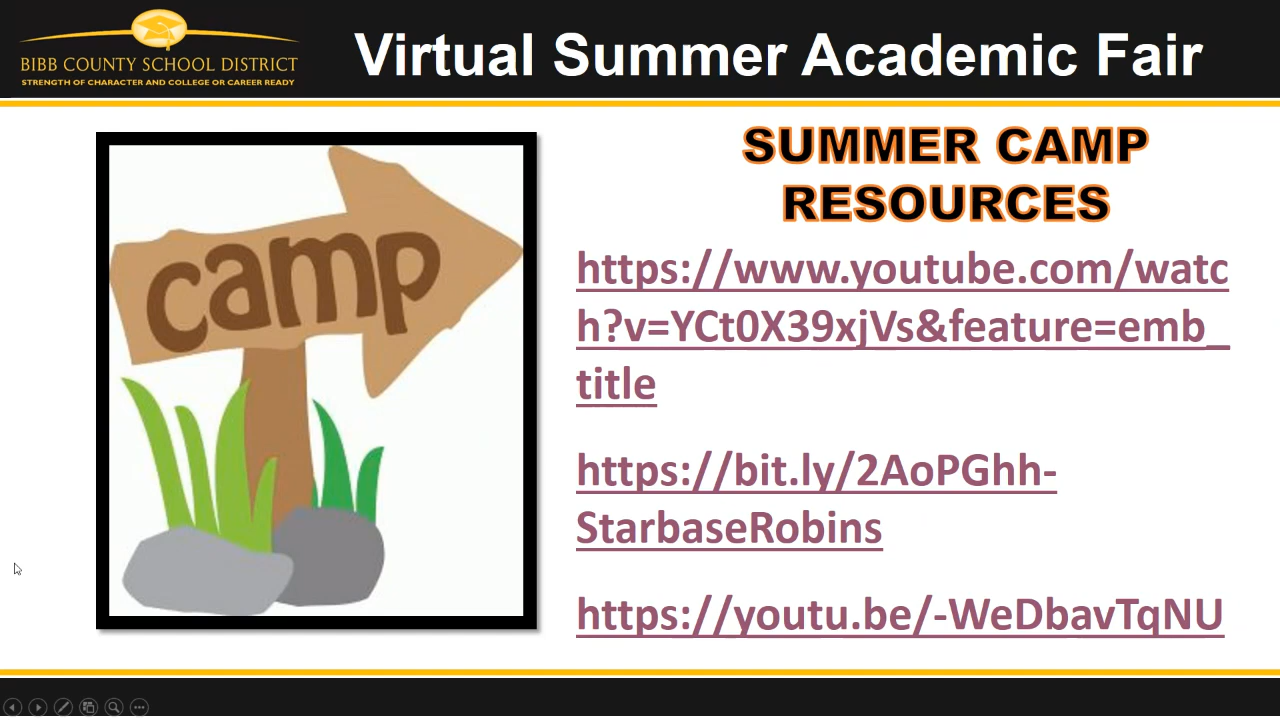 BIBB COUNTY SCHOOL DISTRICT
STRENGTH OF CHARACTER AND COLLEGE OR CAREER READY
Virtual Summer Academic Fair
camp
SUMMER CAMP
RESOURCES
https://www.youtube.com/watc
h?v=YCt0X39xjVs&feature=emb_
title
https://bit.ly/2AoPGhh-
StarbaseRobins
https://youtu.be/-WeDbavTqNU